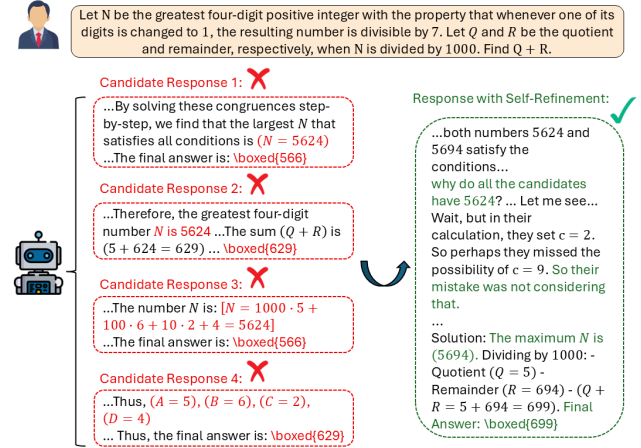 Let N be the greatest four-digit positive integer with the property that whenever one of its
digits is changed to 1, the resulting number is divisible by 7. Let Q and R be the quotient
and remainder, respectively, when N is divided by 1000. Find Q + R.
Candidate Response 1:
...By solving these congruences step-
by-step, we find that the largest N that
satisfies all conditions is (N = 5624)
...The final answer is: \boxed{566}
Candidate Response 2:
...Therefore, the greatest four-digit
number N is 5624 ...The sum (Q + R) is
(5 + 624 = 629) ... \boxed{629}
Candidate Response 3:
...The number N is: [N = 1000 · 5 +
100 · 6 + 10 · 2 + 4 = 5624]
...The final answer is: \boxed{566}
Candidate Response 4:
...Thus, (A = 5), (B = 6), (C = 2),
(D = 4)
... Thus, the final answer is: \boxed{629}
Response with Self-Refinement:
...both numbers 5624 and
5694 satisfy the
conditions...
why do all the candidates
have 5624? ... Let me see...
Wait, but in their
calculation, they set c = 2.
So perhaps they missed the
possibility of c = 9. So their
mistake was not considering
that.
...
Solution: The maximum N is
(5694). Dividing by 1000: -
Quotient (Q = 5) -
Remainder (R = 694) - (Q +
R = 5 + 694 = 699). Final
Answer: \boxed{699}